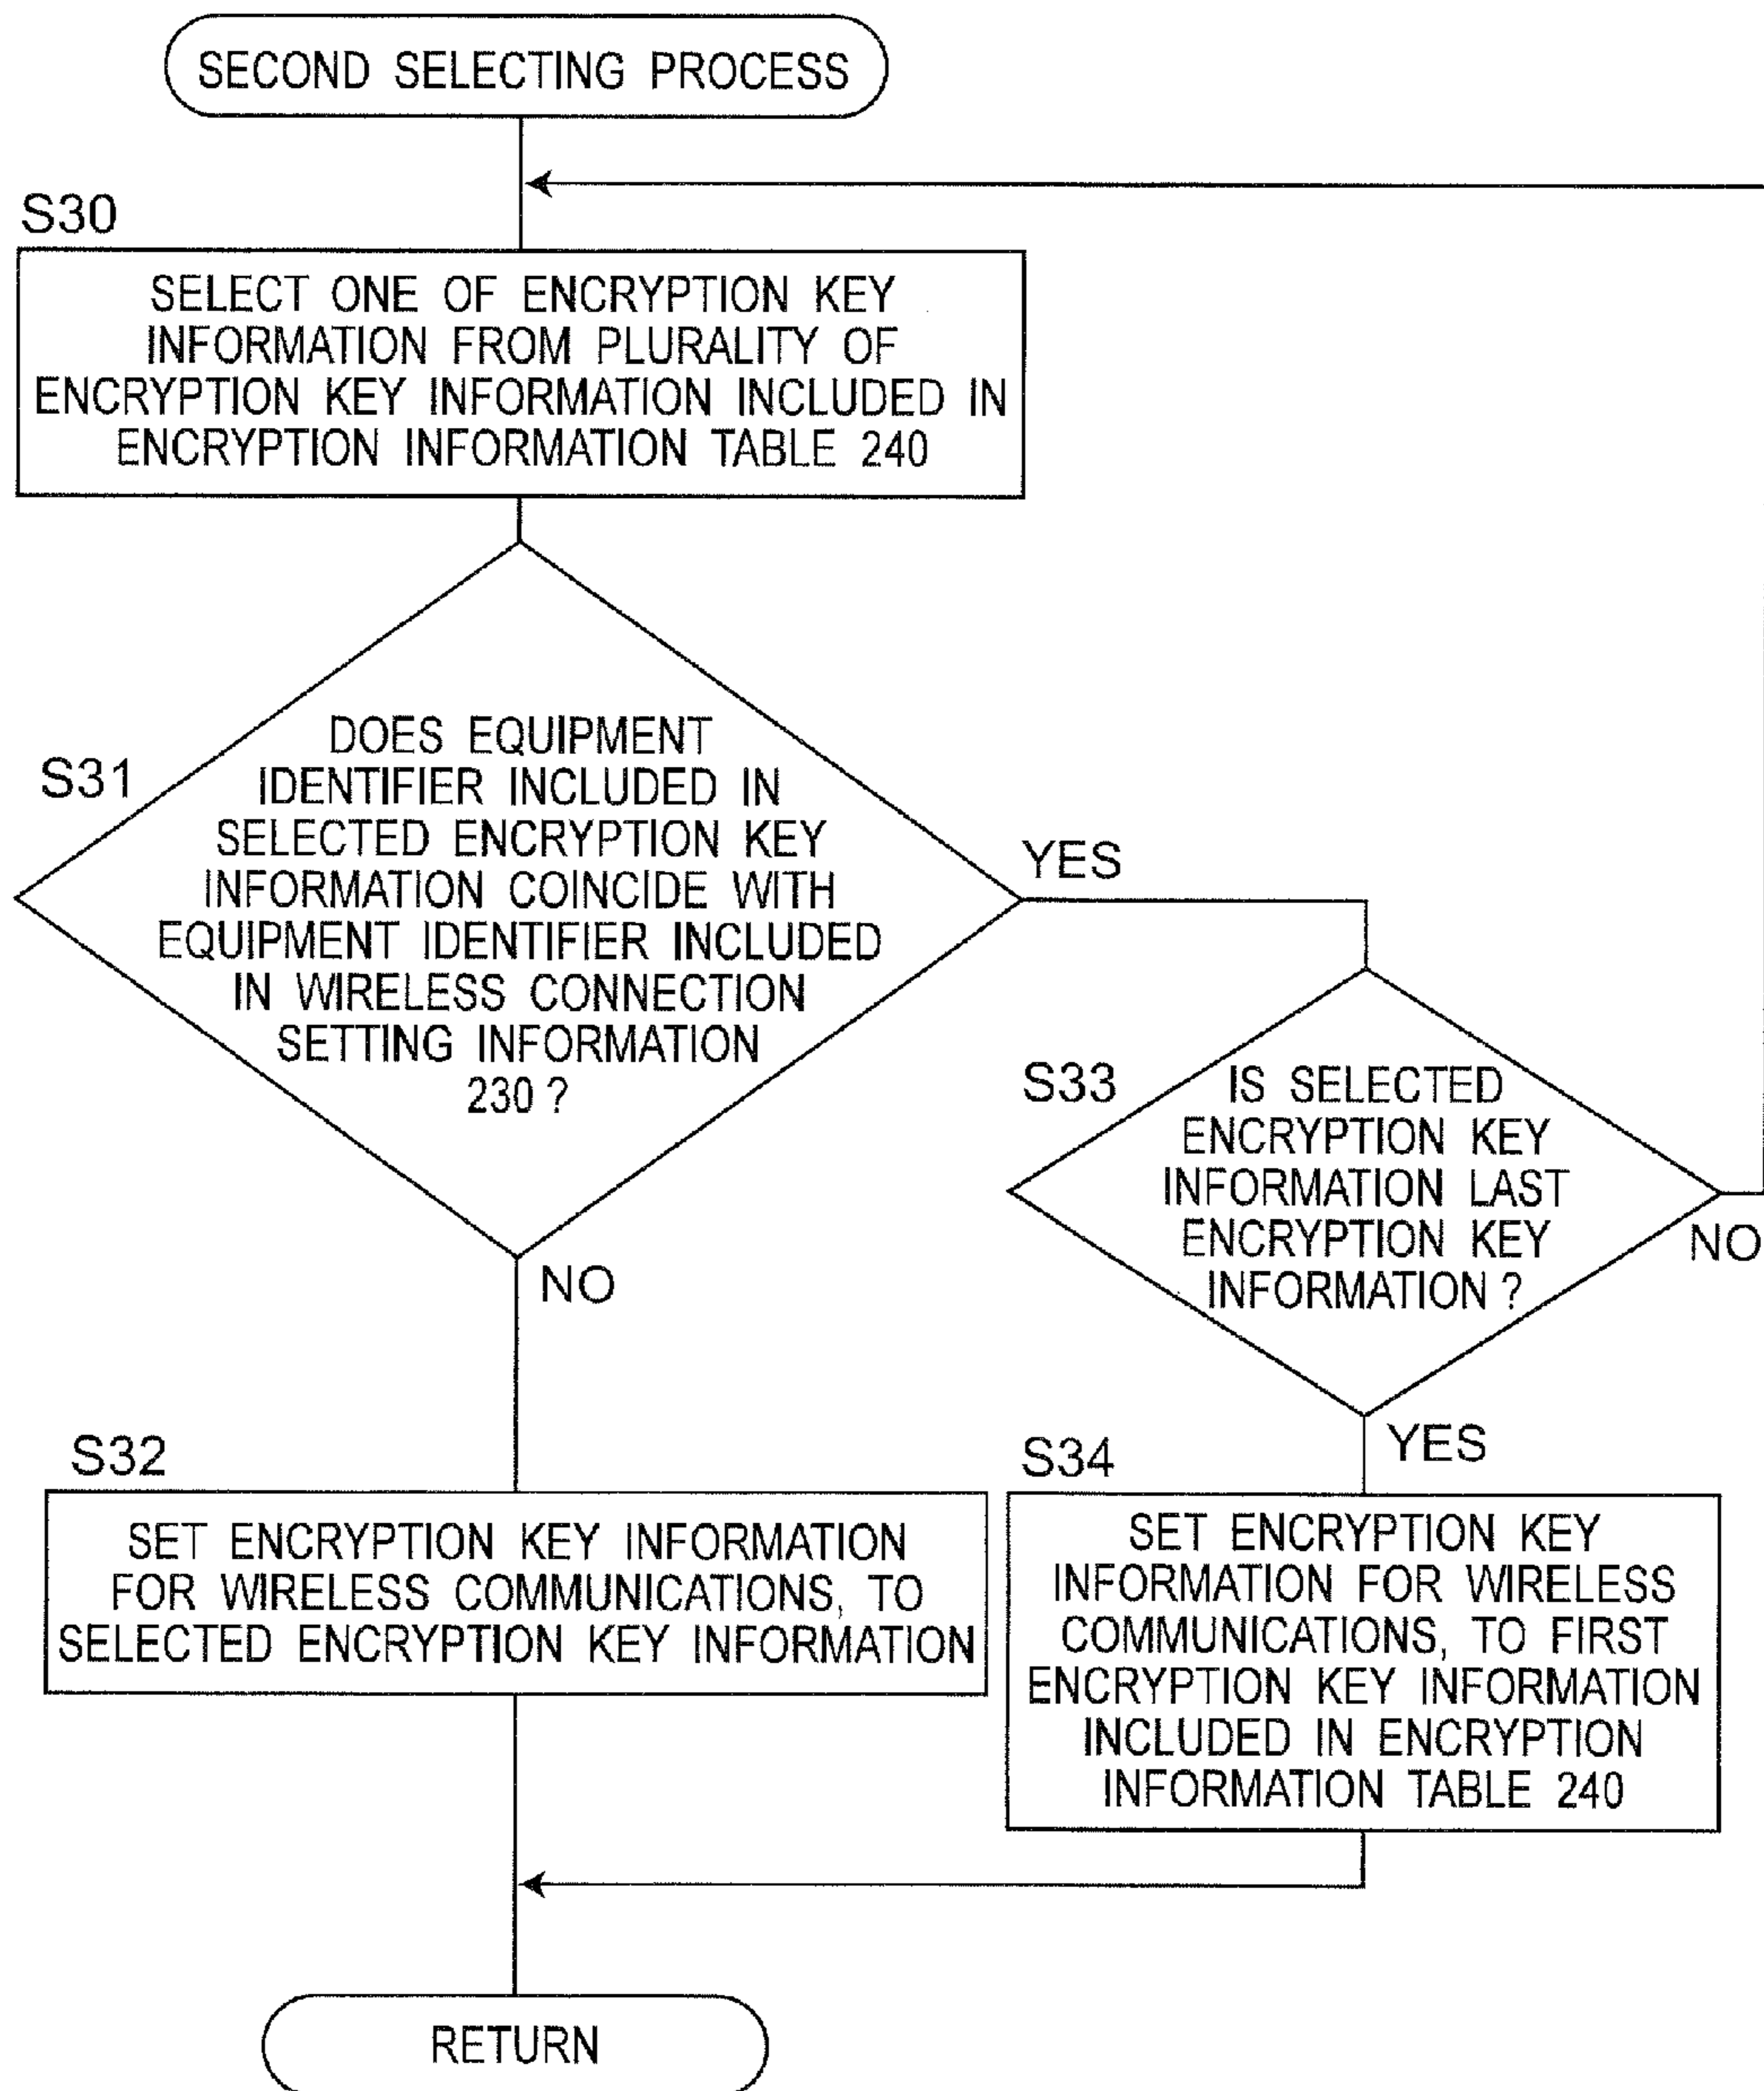 SECOND SELECTING PROCESS
S30
SELECT ONE OF ENCRYPTION KEY
INFORMATION FROM PLURALITY OF
ENCRYPTION KEY INFORMATION INCLUDED IN
ENCRYPTION INFORMATION TABLE 240
S31
DOES EQUIPMENT
IDENTIFIER INCLUDED IN
SELECTED ENCRYPTION KEY
INFORMATION COINCIDE WITH
EQUIPMENT IDENTIFIER INCLUDED
IN WIRELESS CONNECTION
SETTING INFORMATION
230 ?
YES
NO
S33
IS SELECTED
ENCRYPTION KEY
INFORMATION LAST
ENCRYPTION KEY
INFORMATION ?
NO
YES
S32
SET ENCRYPTION KEY INFORMATION
FOR WIRELESS COMMUNICATIONS, TO
SELECTED ENCRYPTION KEY INFORMATION
S34
SET ENCRYPTION KEY
INFORMATION FOR WIRELESS
COMMUNICATIONS, TO FIRST
ENCRYPTION KEY INFORMATION
INCLUDED IN ENCRYPTION
INFORMATION TABLE 240
RETURN